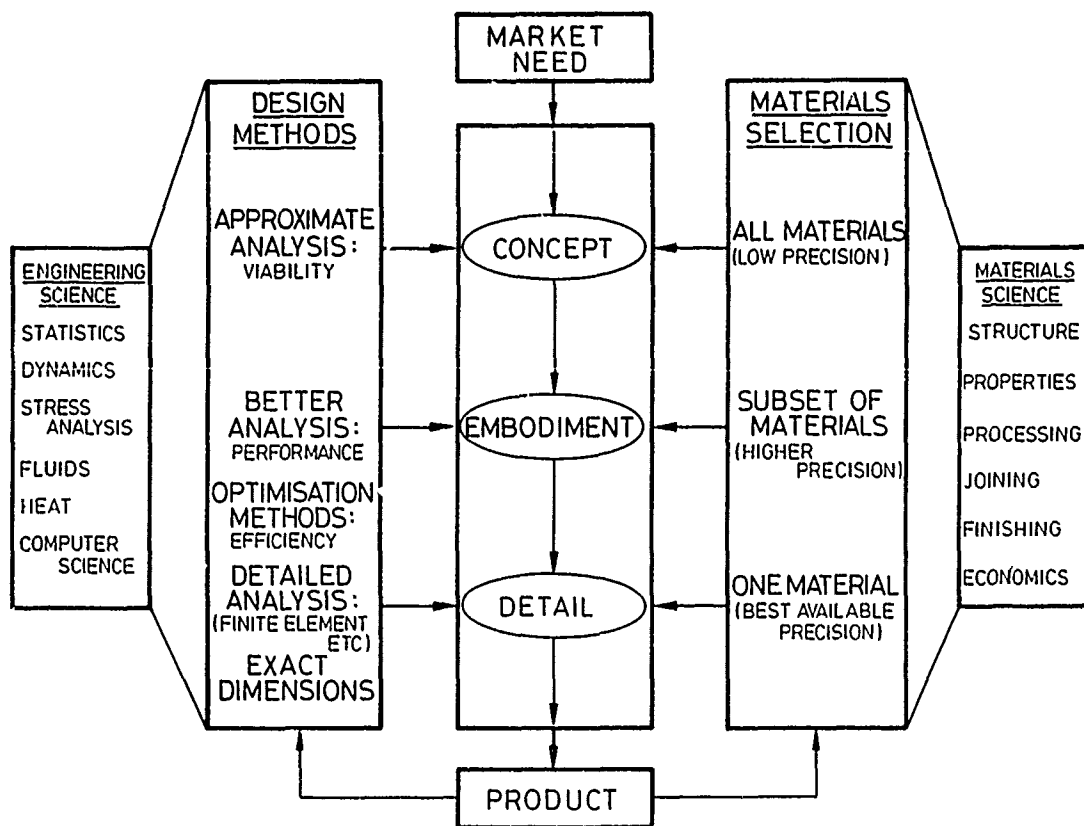 MARKET
NEED
DESIGN
METHODS
APPROXIMATE
ANALYSIS:
VIABILITY
BETTER
ANALYSIS:
PERFORMANCE
OPTIMISATION
METHODS:
EFFICIENCY
DETAILED
ANALYSIS:
(FINITE ELEMENT
ETC)
EXACT
DIMENSIONS
ENGINEERING
SCIENCE
STATISTICS
DYNAMICS
STRESS
ANALYSIS
FLUIDS
HEAT
COMPUTER
SCIENCE
CONCEPT
EMBODIMENT
DETAIL
PRODUCT
MATERIALS
SELECTION
ALL MATERIALS
(LOW PRECISION)
SUBSET OF
MATERIALS
(HIGHER
PRECISION)
ONE MATERIAL
(BEST AVAILABLE
PRECISION)
MATERIALS
SCIENCE
STRUCTURE
PROPERTIES
PROCESSING
JOINING
FINISHING
ECONOMICS